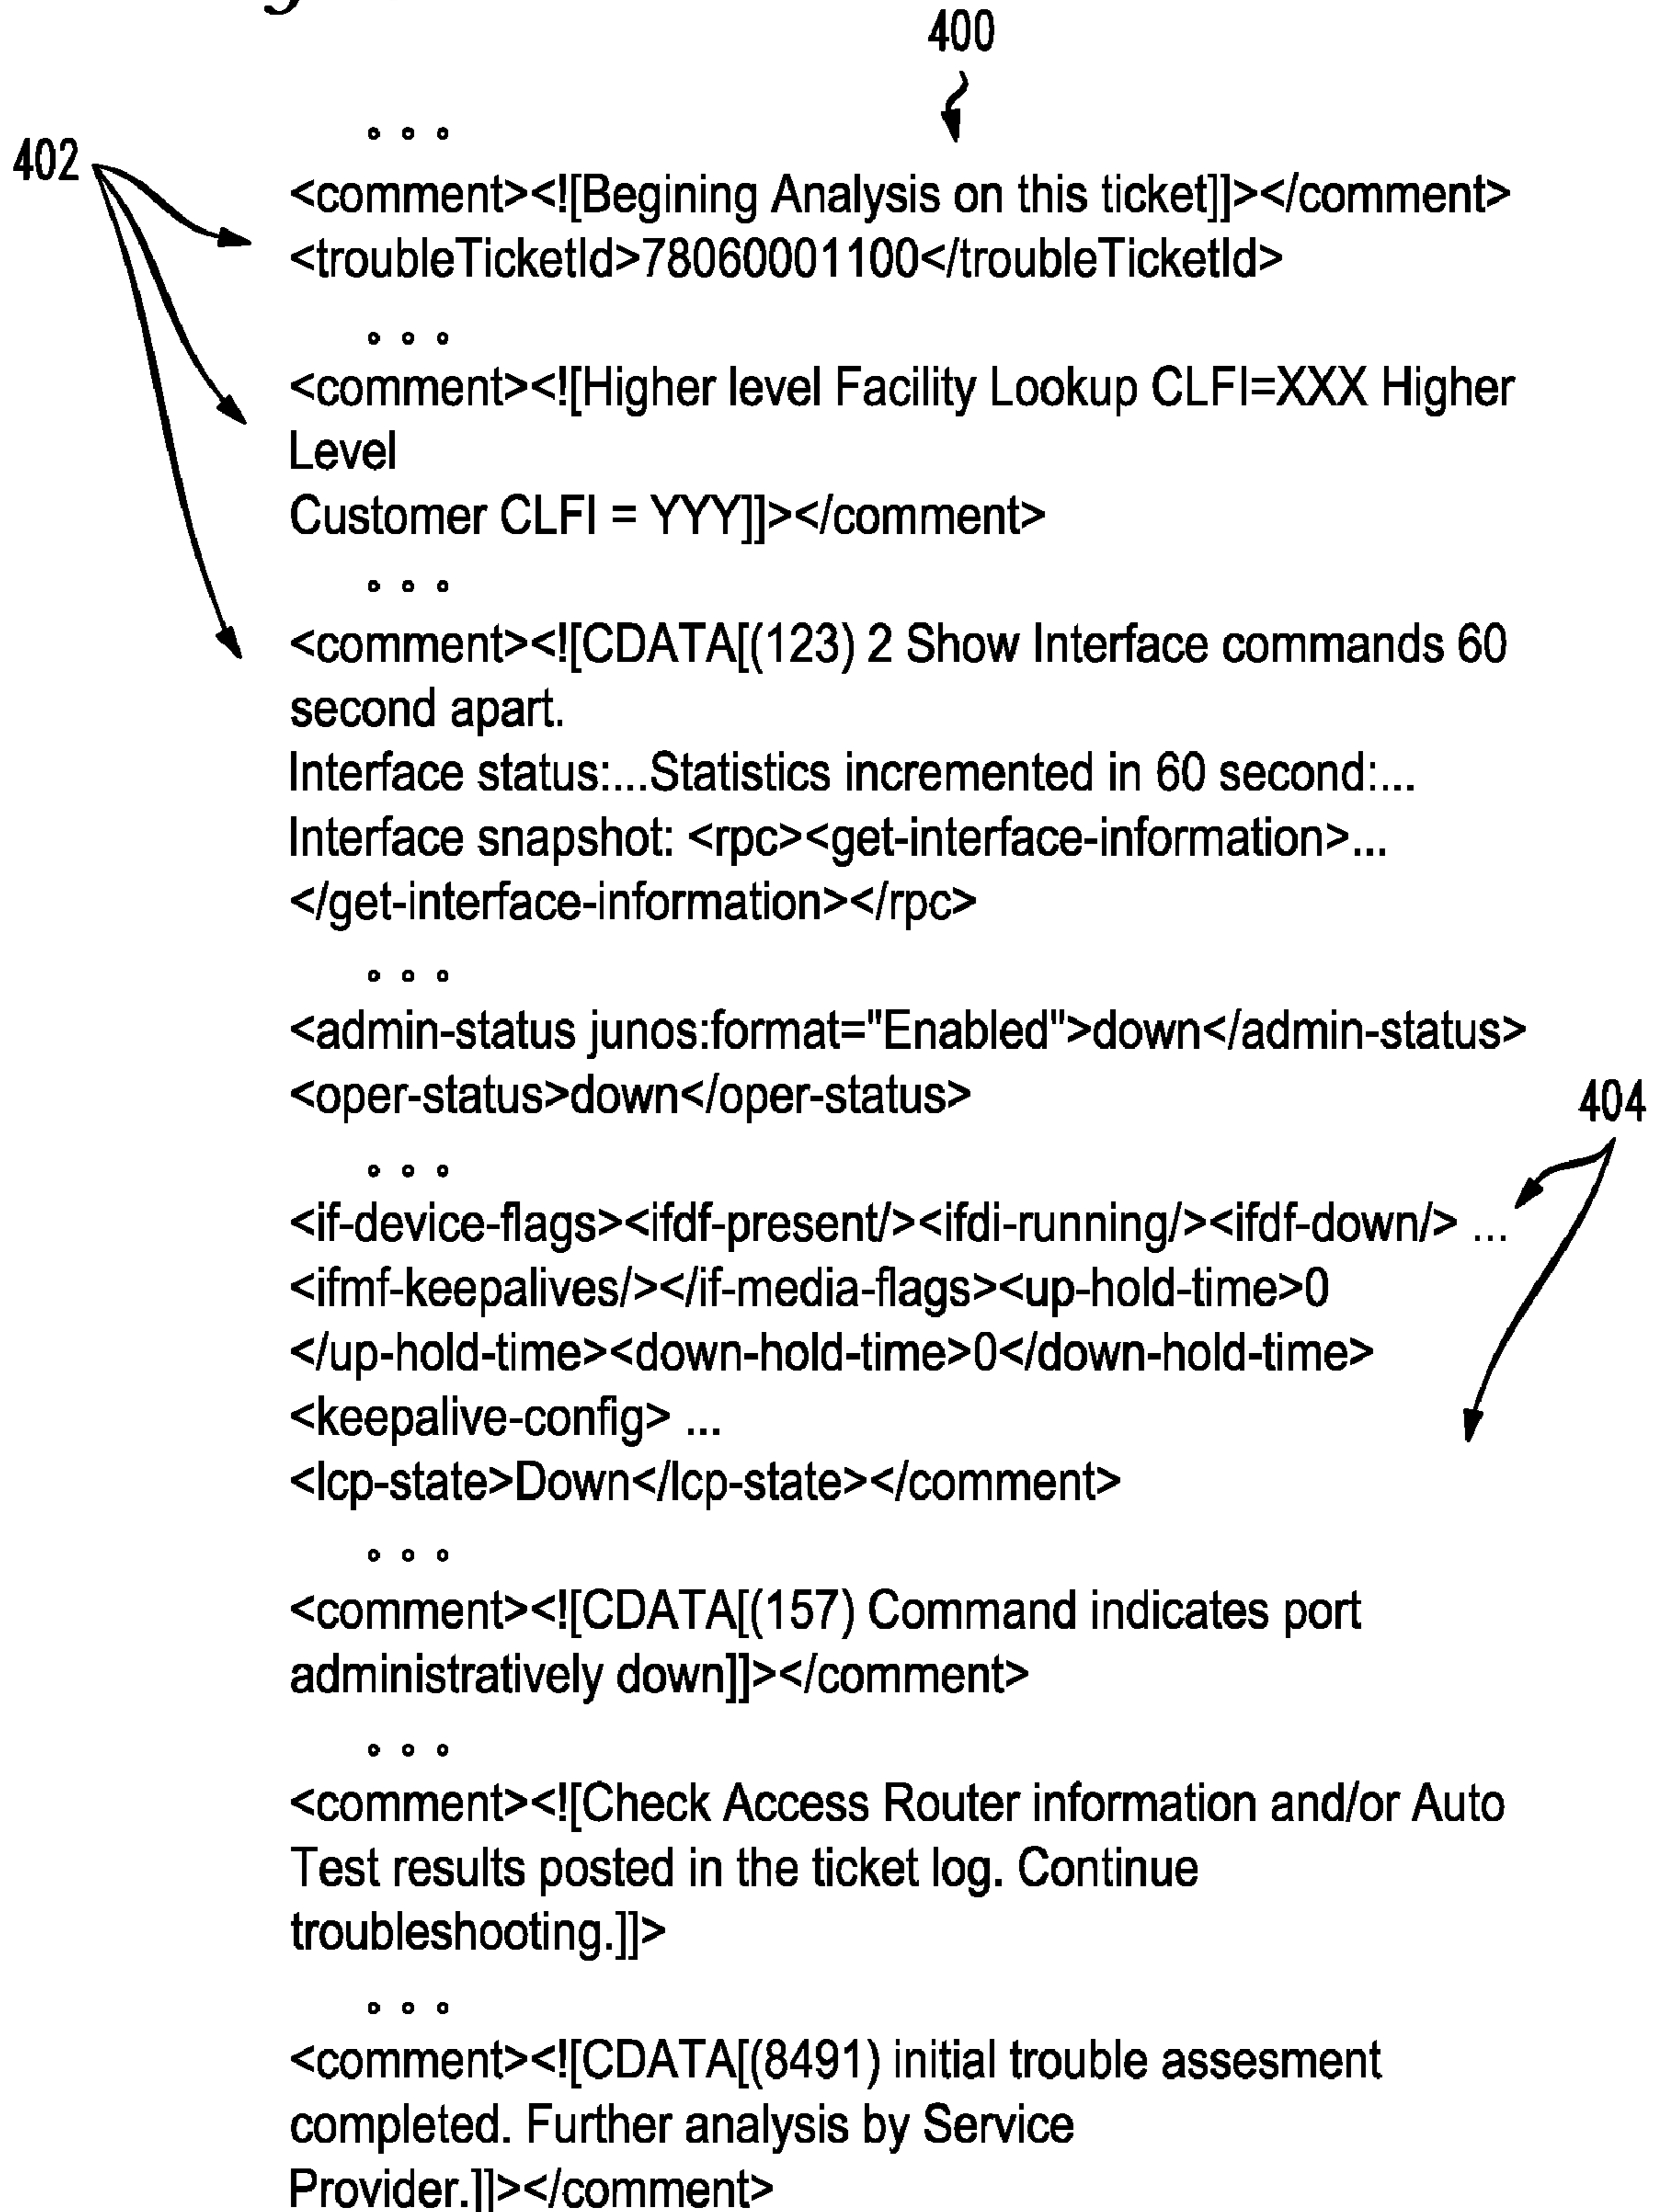 400
. . .
402
<comment><![Begining Analysis on this ticket]]></comment>
<troubleTicketId>78060001100</troubleTicketId>
. . .
<comment><![Higher level Facility Lookup CLFI=XXX Higher
Level
Customer CLFI = YYY]]></comment>
. . .
<comment><![CDATA[(123) 2 Show Interface commands 60
second apart.
Interface status:...Statistics incremented in 60 second:...
Interface snapshot: <rpc><get-interface-information>...
</get-interface-information></rpc>
. . .
<admin-status junos:format="Enabled">down</admin-status>
<oper-status>down</oper-status>
404
. . .
<if-device-flags><ifdf-present/><ifdi-running/><ifdf-down/> ...
<ifmf-keepalives/></if-media-flags><up-hold-time>0
</up-hold-time><down-hold-time>0</down-hold-time>
<keepalive-config> ...
<lcp-state>Down</lcp-state></comment>
. . .
<comment><![CDATA[(157) Command indicates port
administratively down]]></comment>
. . .
<comment><![Check Access Router information and/or Auto
Test results posted in the ticket log. Continue
troubleshooting.]]>
. . .
<comment><![CDATA[(8491) initial trouble assesment
completed. Further analysis by Service
Provider.]]></comment>